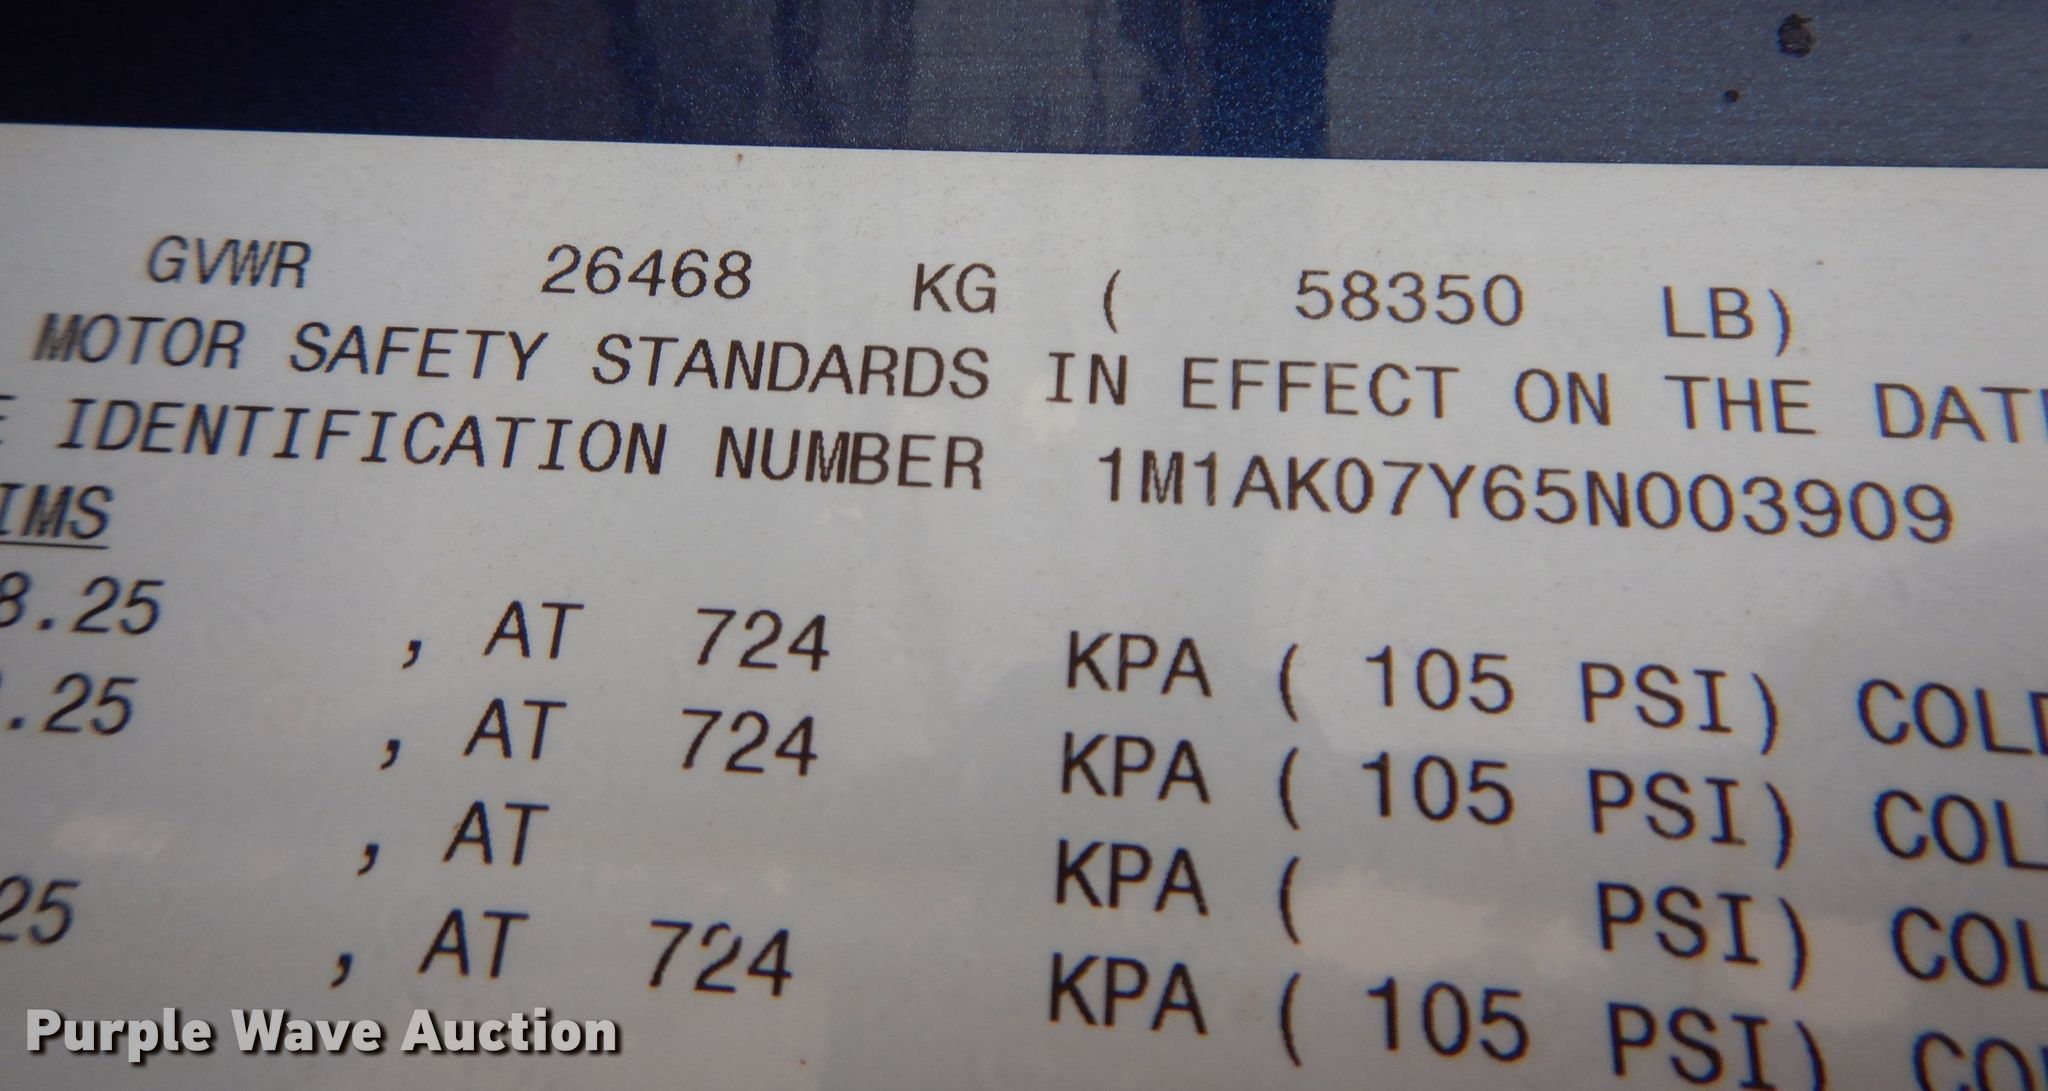 GVWR 26468 KG ( 58350 LB)
MOTOR SAFETY STANDARDS IN EFFECT ON THE DAT
IDENTIFICATION NUMBER 1M1AK07Y65N003909
IMS
8.25 , AT 724 KPA ( 105 PSI) COLD
.25 , AT 724 KPA ( 105 PSI) COL
, AT KPA ( PSI) COL
25 , AT 724 KPA ( 105 PSI) CO
Purple Wave Auction